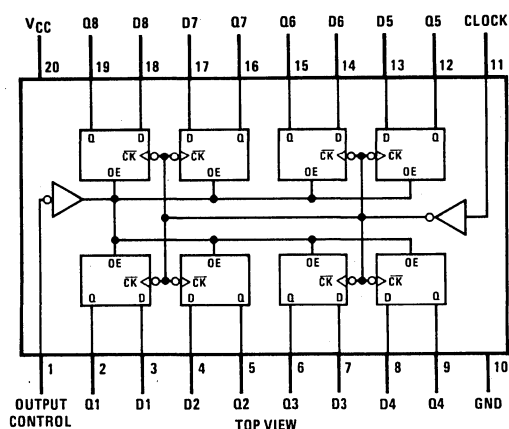 VCC Q8 D8 D7 Q7 Q6 D6 D5 Q5 CLOCK
20 19 18 17 16 15 14 13 12 11
Q D D Q Q D D Q
CK CK CK CK
OE OE OE OE
OE OE OE OE
CK CK CK CK
Q D D Q Q D D Q
1 2 3 4 5 6 7 8 9 10
OUTPUT CONTROL Q1 D1 D2 Q2 Q3 D3 D4 Q4 GND
TOP VIEW